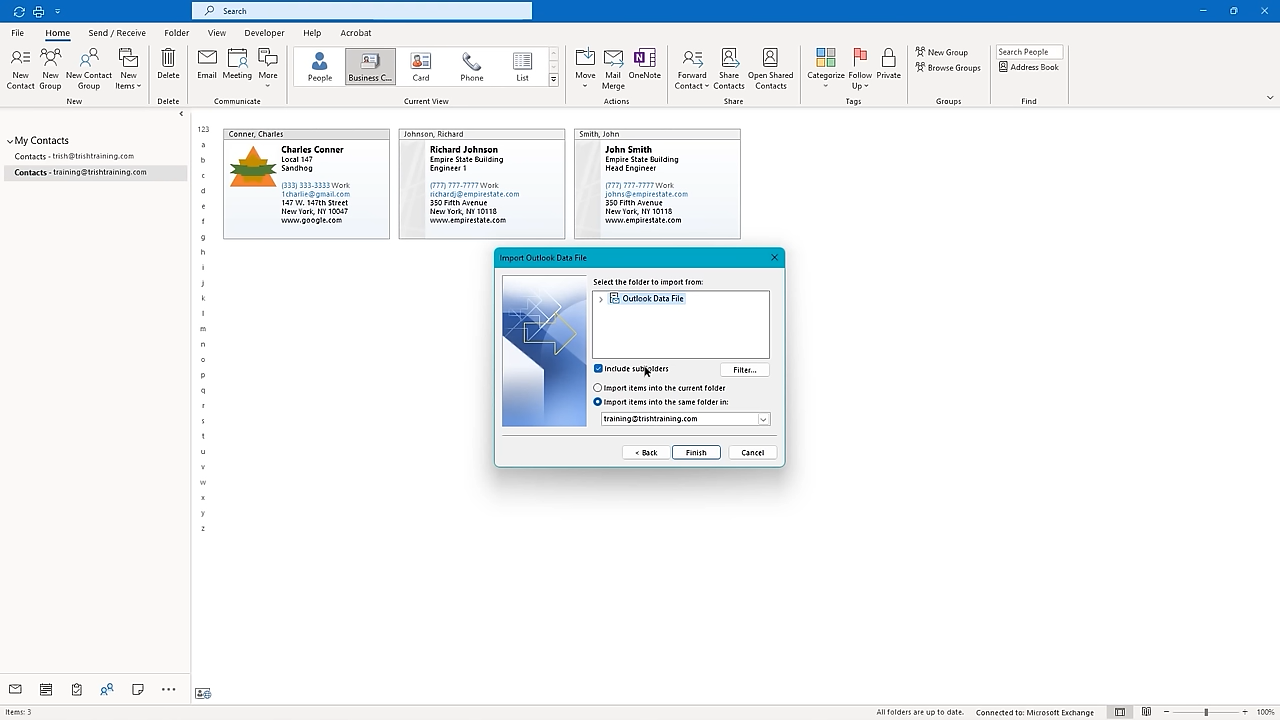 Search
File Home Send / Receive Folder View Developer Help Acrobat
New Contact
New Group
New Contact Group
New Items
Delete
Email
Meeting
More
People
Business C...
Card
Phone
List
Move
Mail Merge
OneNote
Forward Contact
Share Contacts
Open Shared Contacts
Categorize
Follow Up
Private
New Group
Browse Groups
Search People
Address Book
New Delete Communicate Current View Actions Share Tags Groups Find
My Contacts
Contacts - trish@trishtraining.com
Contacts - training@trishtraining.com
123
a
b
c
d
e
f
g
h
i
j
k
l
m
n
o
p
q
r
s
t
u
v
w
x
y
z
Conner, Charles
Charles Conner
Local 147
Sandhog
(333) 333-3333 Work
1charlie@gmail.com
147 W. 147th Street
New York, NY 10047
www.google.com
Johnson, Richard
Richard Johnson
Empire State Building
Engineer 1
(777) 777-7777 Work
richardj@empirestate.com
350 Fifth Avenue
New York, NY 10118
www.empirestate.com
Smith, John
John Smith
Empire State Building
Head Engineer
(777) 777-7777 Work
johns@empirestate.com
350 Fifth Avenue
New York, NY 10118
www.empirestate.com
Import Outlook Data File
Select the folder to import from:
Outlook Data File
Include subfolders
Filter...
Import items into the current folder
Import items into the same folder in:
training@trishtraining.com
< Back Finish Cancel
Items: 3
All folders are up to date. Connected to: Microsoft Exchange
100%